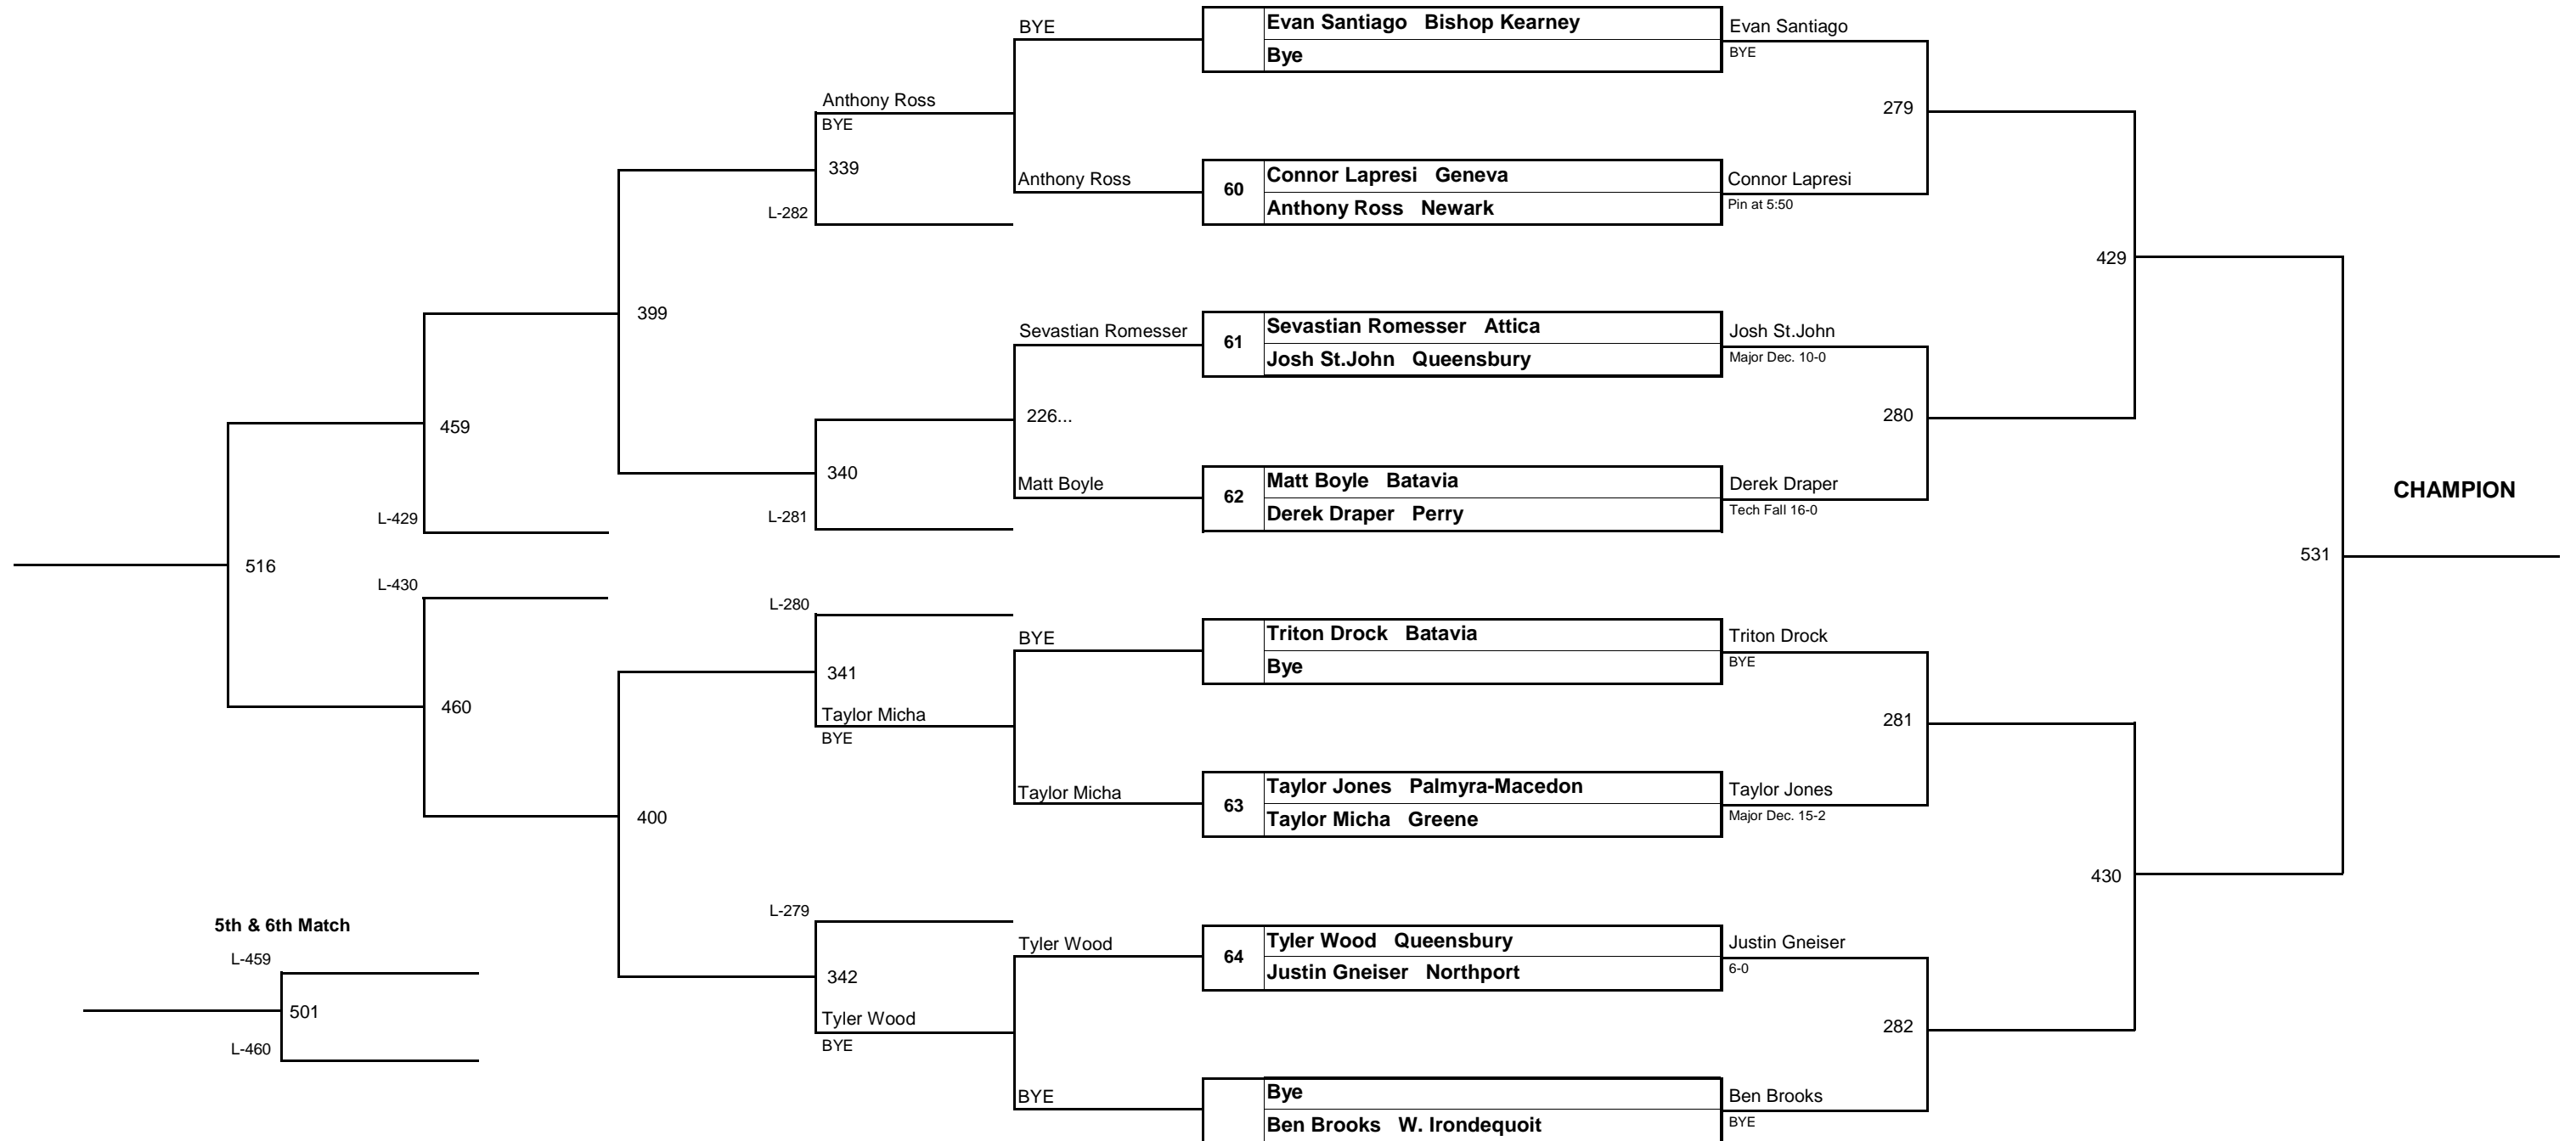 BYE
Evan Santiago Bishop Kearney
Evan Santiago
Bye
BYE
Anthony Ross
BYE
279
339
Anthony Ross
60
Connor Lapresi Geneva
Connor Lapresi
L-282
Anthony Ross Newark
Pin at 5:50
429
399
Sevastian Romesser
61
Sevastian Romesser Attica
Josh St.John
Josh St.John Queensbury
Major Dec. 10-0
459
226...
280
340
Matt Boyle
62
Matt Boyle Batavia
Derek Draper
CHAMPION
L-429
L-281
Derek Draper Perry
Tech Fall 16-0
516
531
L-430
L-280
BYE
Triton Drock Batavia
Triton Drock
Bye
BYE
341
460
Taylor Micha
BYE
281
Taylor Micha
63
Taylor Jones Palmyra-Macedon
Taylor Jones
400
Taylor Micha Greene
Major Dec. 15-2
430
5th & 6th Match
L-279
Tyler Wood
64
Tyler Wood Queensbury
Justin Gneiser
L-459
Justin Gneiser Northport
6-0
342
501
Tyler Wood
BYE
282
L-460
BYE
Bye
Ben Brooks
Ben Brooks W. Irondequoit
BYE